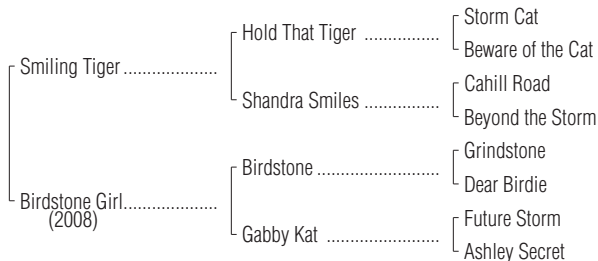 Storm Cat
Hold That Tiger ................
Beware of the Cat
Smiling Tiger....................
Cahill Road
Shandra Smiles ................
Beyond the Storm
Grindstone
Birdstone ..........................
Dear Birdie
Birdstone Girl....................
(2008)
Future Storm
Gabby Kat ........................
Ashley Secret